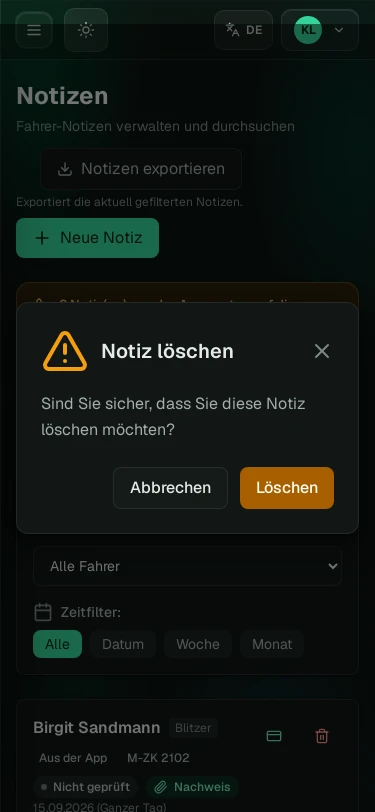 DE
KL
Notizen
Fahrer-Notizen verwalten und durchsuchen
Notizen exportieren
Exportiert die aktuell gefilterten Notizen.
Neue Notiz
Notiz löschen
Sind Sie sicher, dass Sie diese Notiz
löschen möchten?
Abbrechen
Löschen
Alle Fahrer
Zeitfilter:
Alle
Datum
Woche
Monat
Birgit Sandmann
Blitzer
Aus der App
M-ZK 2102
Nicht geprüft
Nachweis
15.09.2026 (Ganzer Tag)